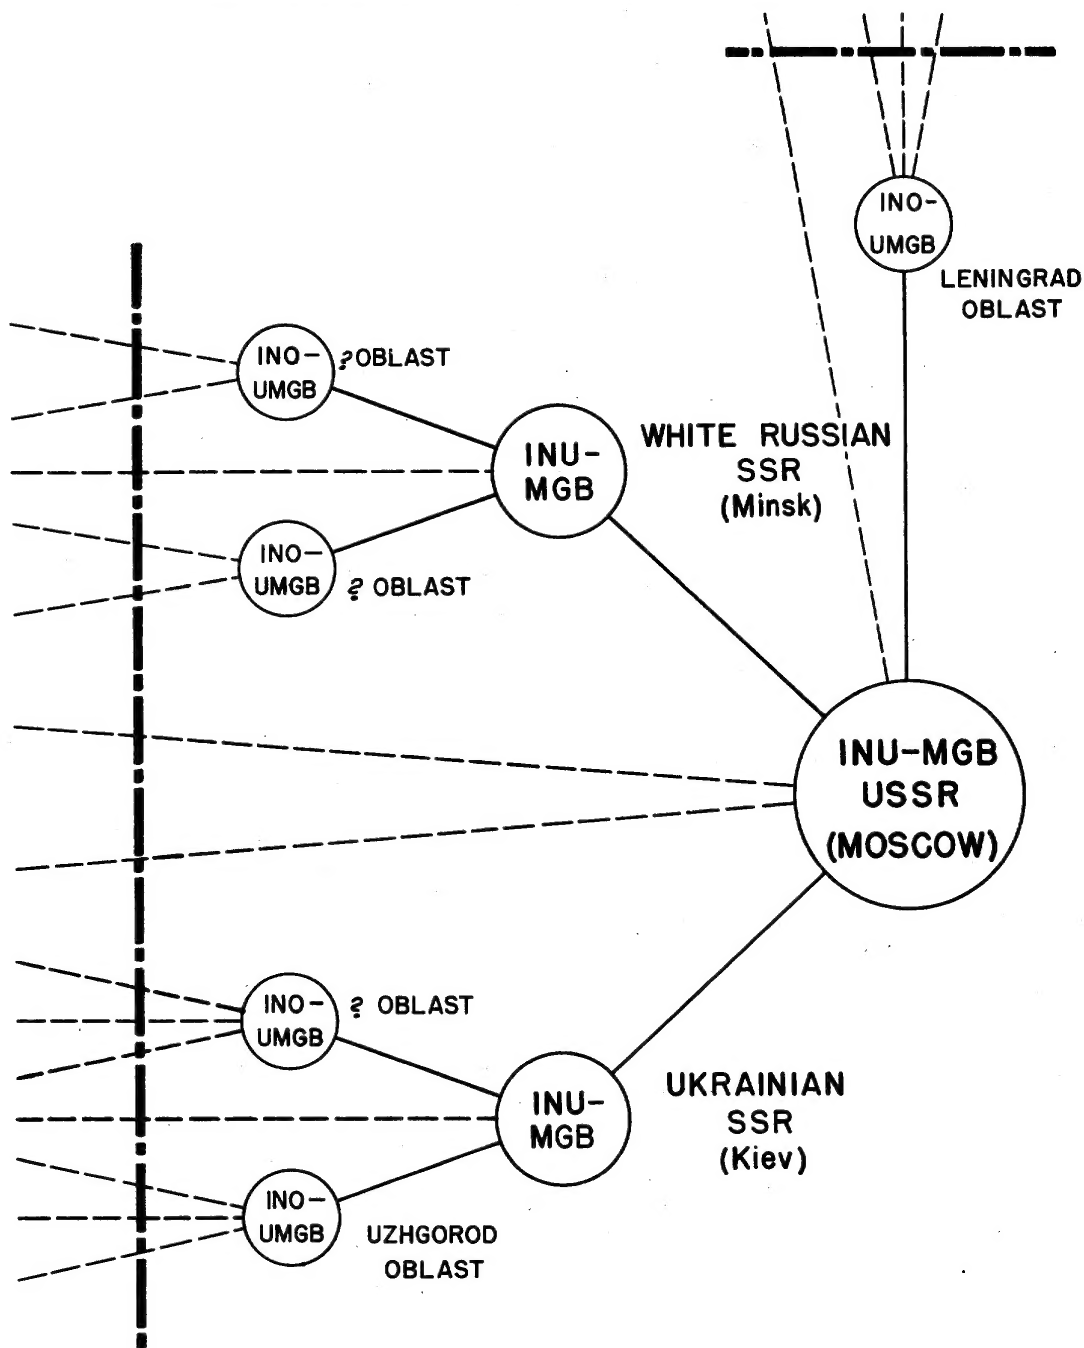 INO-
UMGB
LENINGRAD
OBLAST
INO-
UMGB
?OBLAST
INU-
MGB
WHITE RUSSIAN
SSR
(Minsk)
INO-
UMGB
? OBLAST
INU-MGB
USSR
(MOSCOW)
INO-
UMGB
? OBLAST
INU-
MGB
UKRAINIAN
SSR
(Kiev)
INO-
UMGB
UZHGOROD
OBLAST